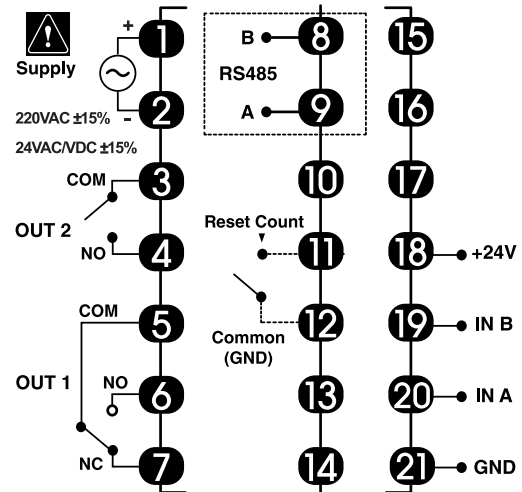 !
+
1
Supply
2
-
220VAC ±15%
24VAC/VDC ±15%
COM
3
OUT 2
NO
4
COM
5
OUT 1
NO
6
NC
7
B
8
RS485
A
9
10
Reset Count
11
12
Common
(GND)
13
14
15
16
17
18
+24V
19
IN B
20
IN A
21
GND